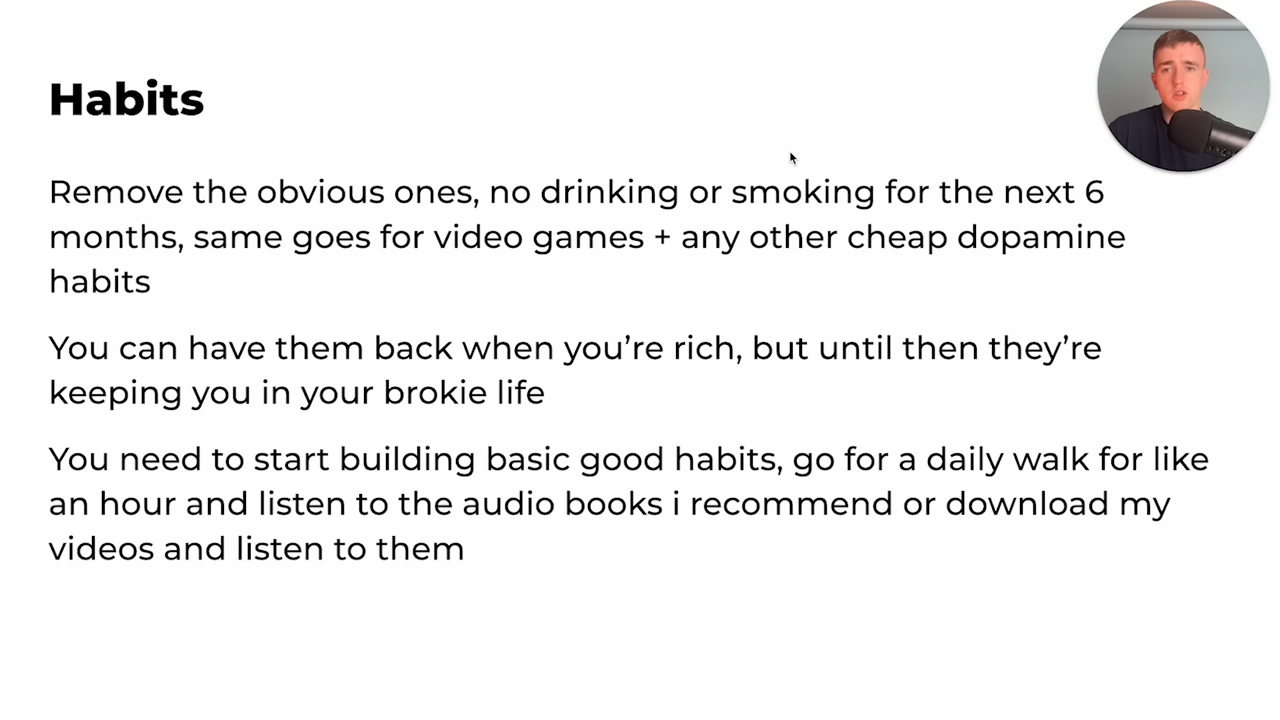 Habits
Remove the obvious ones, no drinking or smoking for the next 6
months, same goes for video games + any other cheap dopamine
habits
You can have them back when you’re rich, but until then they’re
keeping you in your brokie life
You need to start building basic good habits, go for a daily walk for like
an hour and listen to the audio books i recommend or download my
videos and listen to them